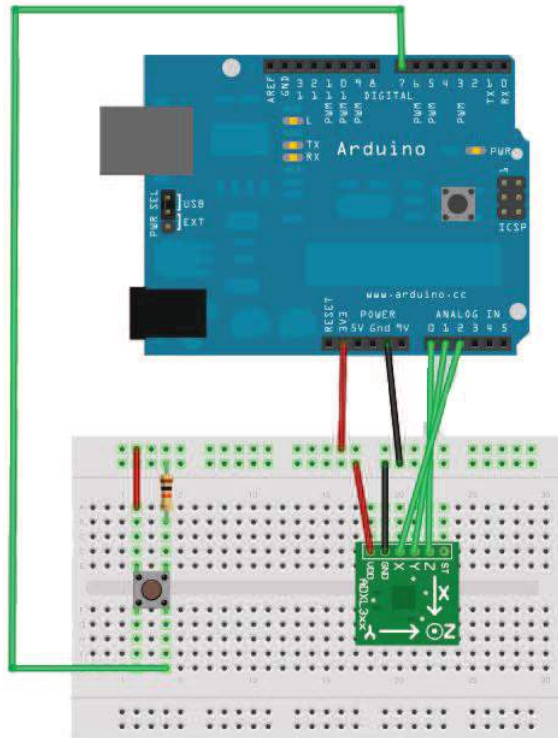 AREF
GND
13
12
11
10
9
8
7
6
5
4
3
2
1
0
PWM
PWM
PWM
PWM
PWM
PWM
TX
RX
DIGITAL
L
TX
RX
Arduino
PWR
PWR SEL
USB
EXT
1
ICSP
www.arduino.cc
POWER
ANALOG IN
RESET
3V3
5V
Gnd
9V
0
1
2
3
4
5
VDD
GND
X
Y
Z
ST
ADXL3xx
X
Y
Z